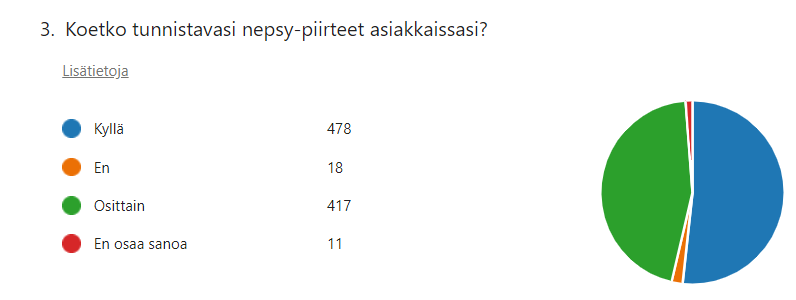 3. Koetko tunnistavasi nepsy-piirteet asiakkaissasi?
Lisätietoja
Kyllä 478
En 18
Osittain 417
En osaa sanoa 11